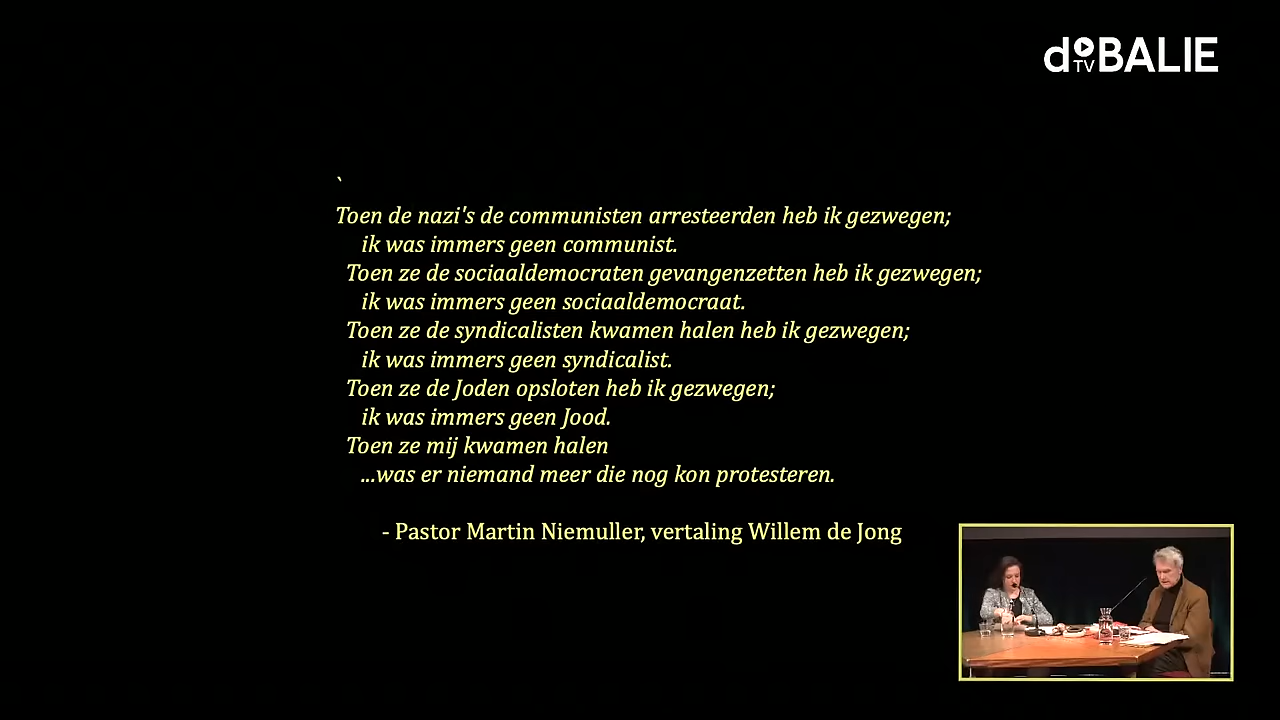 de BALIE
TV
`
Toen de nazi's de communisten arresteerden heb ik gezwegen;
ik was immers geen communist.
Toen ze de sociaaldemocraten gevangenzetten heb ik gezwegen;
ik was immers geen sociaaldemocraat.
Toen ze de syndicalisten kwamen halen heb ik gezwegen;
ik was immers geen syndicalist.
Toen ze de Joden opsloten heb ik gezwegen;
ik was immers geen Jood.
Toen ze mij kwamen halen
...was er niemand meer die nog kon protesteren.
- Pastor Martin Niemuller, vertaling Willem de Jong